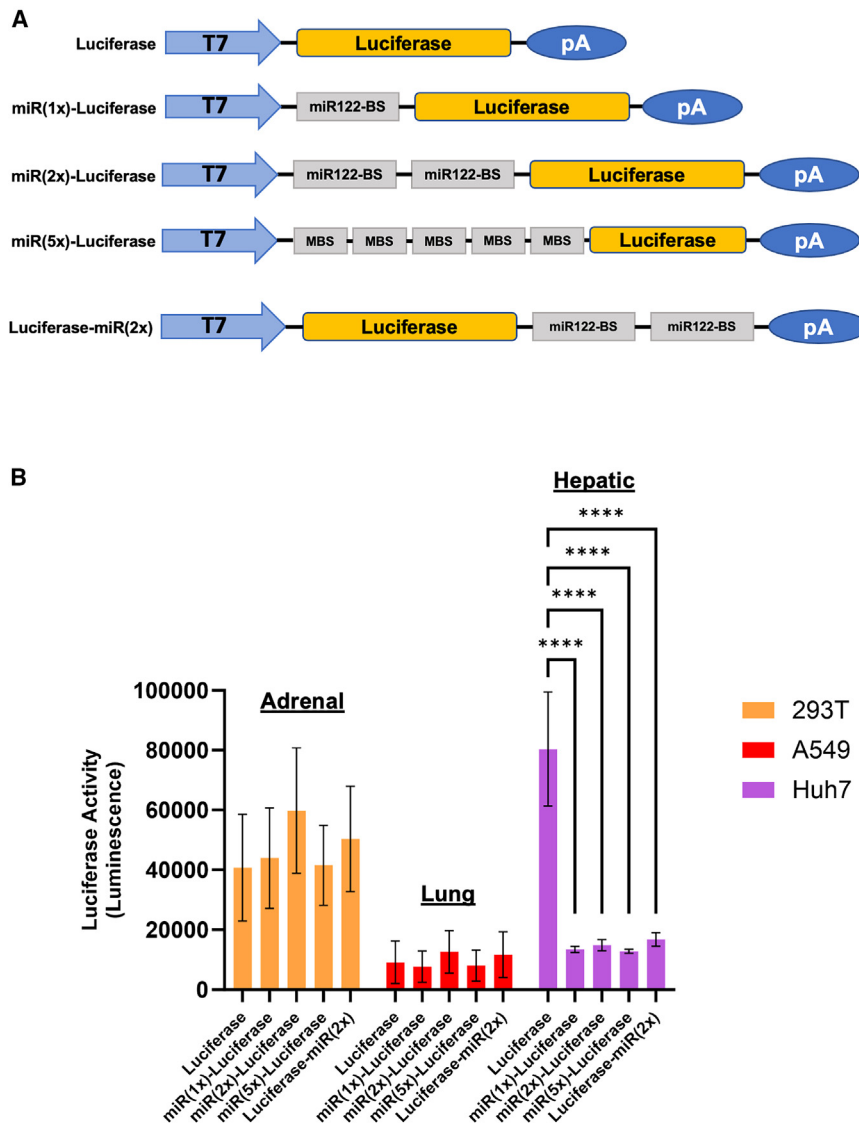 A
Luciferase T7 Luciferase pA
miR(1x)-Luciferase T7 miR122-BS Luciferase pA
miR(2x)-Luciferase T7 miR122-BS miR122-BS Luciferase pA
miR(5x)-Luciferase T7 MBS MBS MBS MBS MBS Luciferase pA
Luciferase-miR(2x) T7 Luciferase miR122-BS miR122-BS pA
B
Hepatic
****
****
****
****
Adrenal
Lung
Luciferase Activity
(Luminescence)
100000
80000
60000
40000
20000
0
293T
A549
Huh7
Luciferase
miR(1x)-Luciferase
miR(2x)-Luciferase
miR(5x)-Luciferase
Luciferase-miR(2x)
Luciferase
miR(1x)-Luciferase
miR(2x)-Luciferase
miR(5x)-Luciferase
Luciferase-miR(2x)
Luciferase
miR(1x)-Luciferase
miR(2x)-Luciferase
miR(5x)-Luciferase
Luciferase-miR(2x)